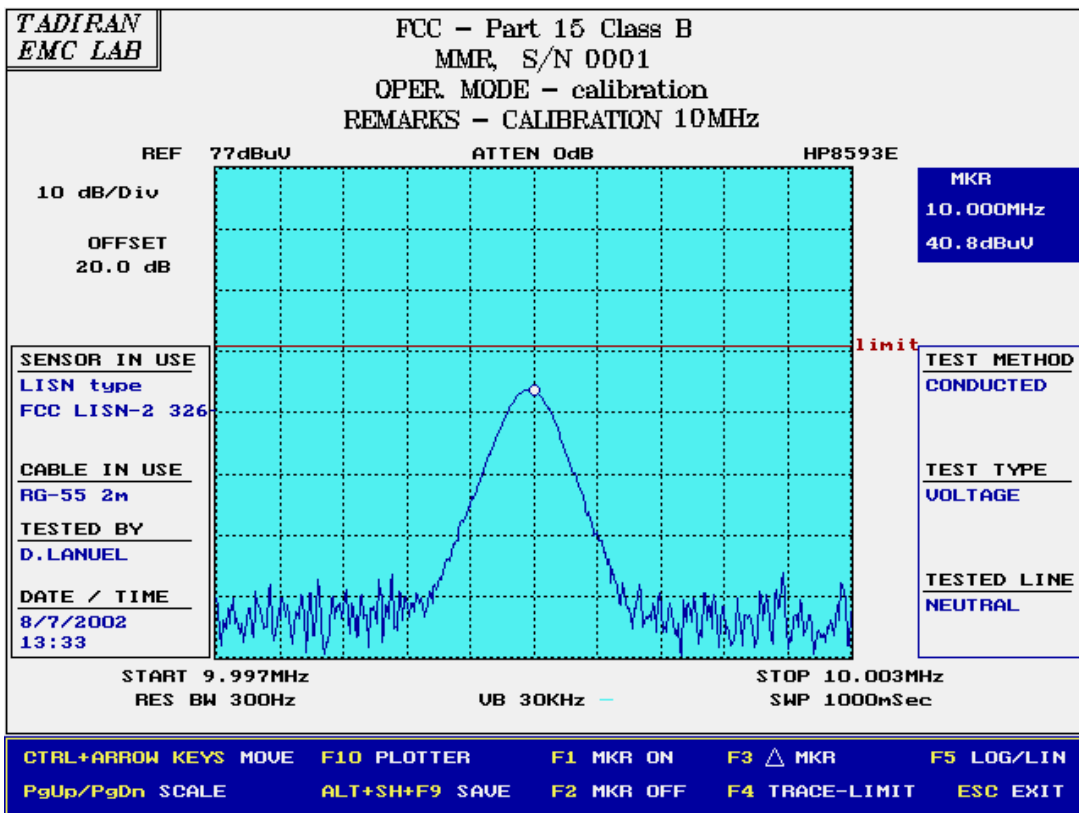 TADIRAN
EMC LAB
FCC - Part 15 Class B
MMR, S/N 0001
OPER. MODE - calibration
REMARKS - CALIBRATION 10MHz
REF 77dBuV ATTEN 0dB HP8593E
10 dB/Div
OFFSET
20.0 dB
MKR
10.000MHz
40.8dBuV
limit
SENSOR IN USE
LISN type
FCC LISN-2 326
CABLE IN USE
RG-55 2m
TESTED BY
D.LANUEL
DATE / TIME
8/7/2002
13:33
TEST METHOD
CONDUCTED
TEST TYPE
VOLTAGE
TESTED LINE
NEUTRAL
START 9.997MHz STOP 10.003MHz
RES BW 300Hz VB 30KHz SWP 1000mSec
CTRL+ARROW KEYS MOVE F10 PLOTTER F1 MKR ON F3 △ MKR F5 LOG/LIN
PgUp/PgDn SCALE ALT+SH+F9 SAVE F2 MKR OFF F4 TRACE-LIMIT ESC EXIT